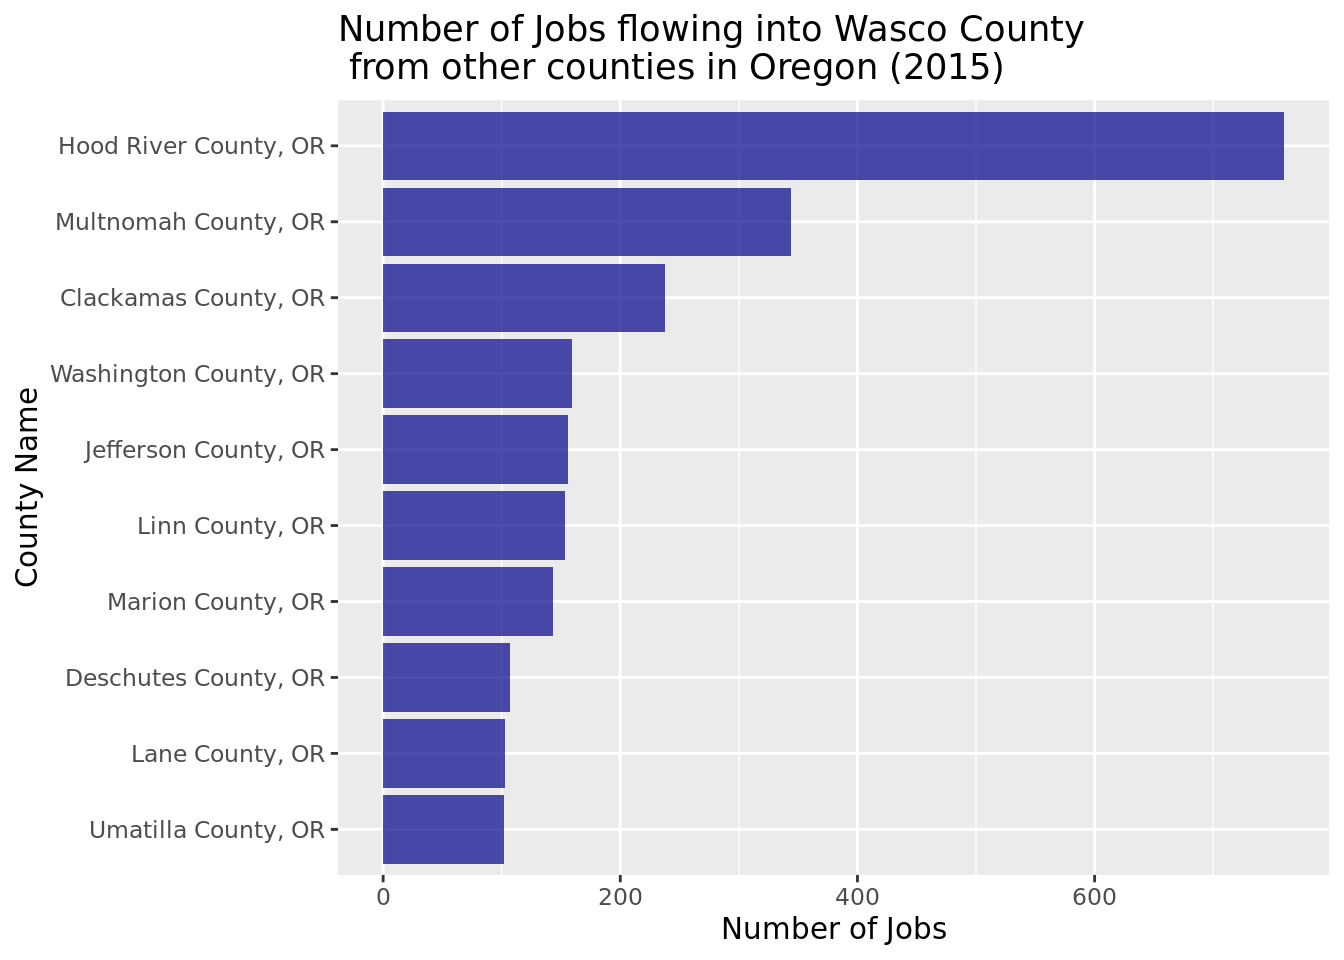 Number of Jobs flowing into Wasco County
from other counties in Oregon (2015)
County Name
Hood River County, OR
Multnomah County, OR
Clackamas County, OR
Washington County, OR
Jefferson County, OR
Linn County, OR
Marion County, OR
Deschutes County, OR
Lane County, OR
Umatilla County, OR
0 200 400 600
Number of Jobs